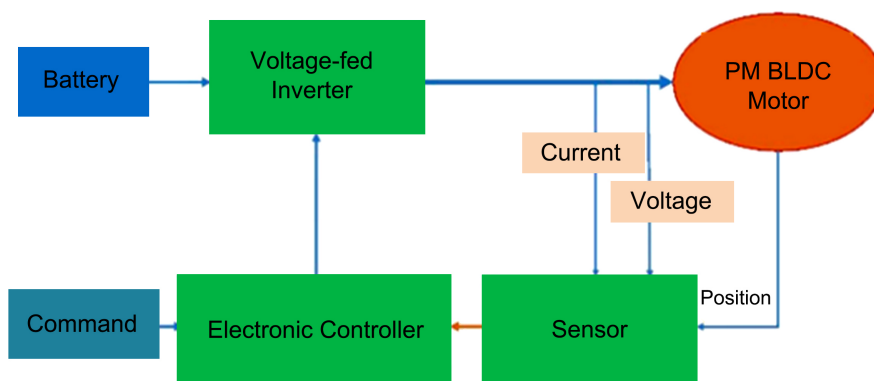 Battery
Voltage-fed
Inverter
PM BLDC
Motor
Current
Voltage
Position
Command
Electronic Controller
Sensor